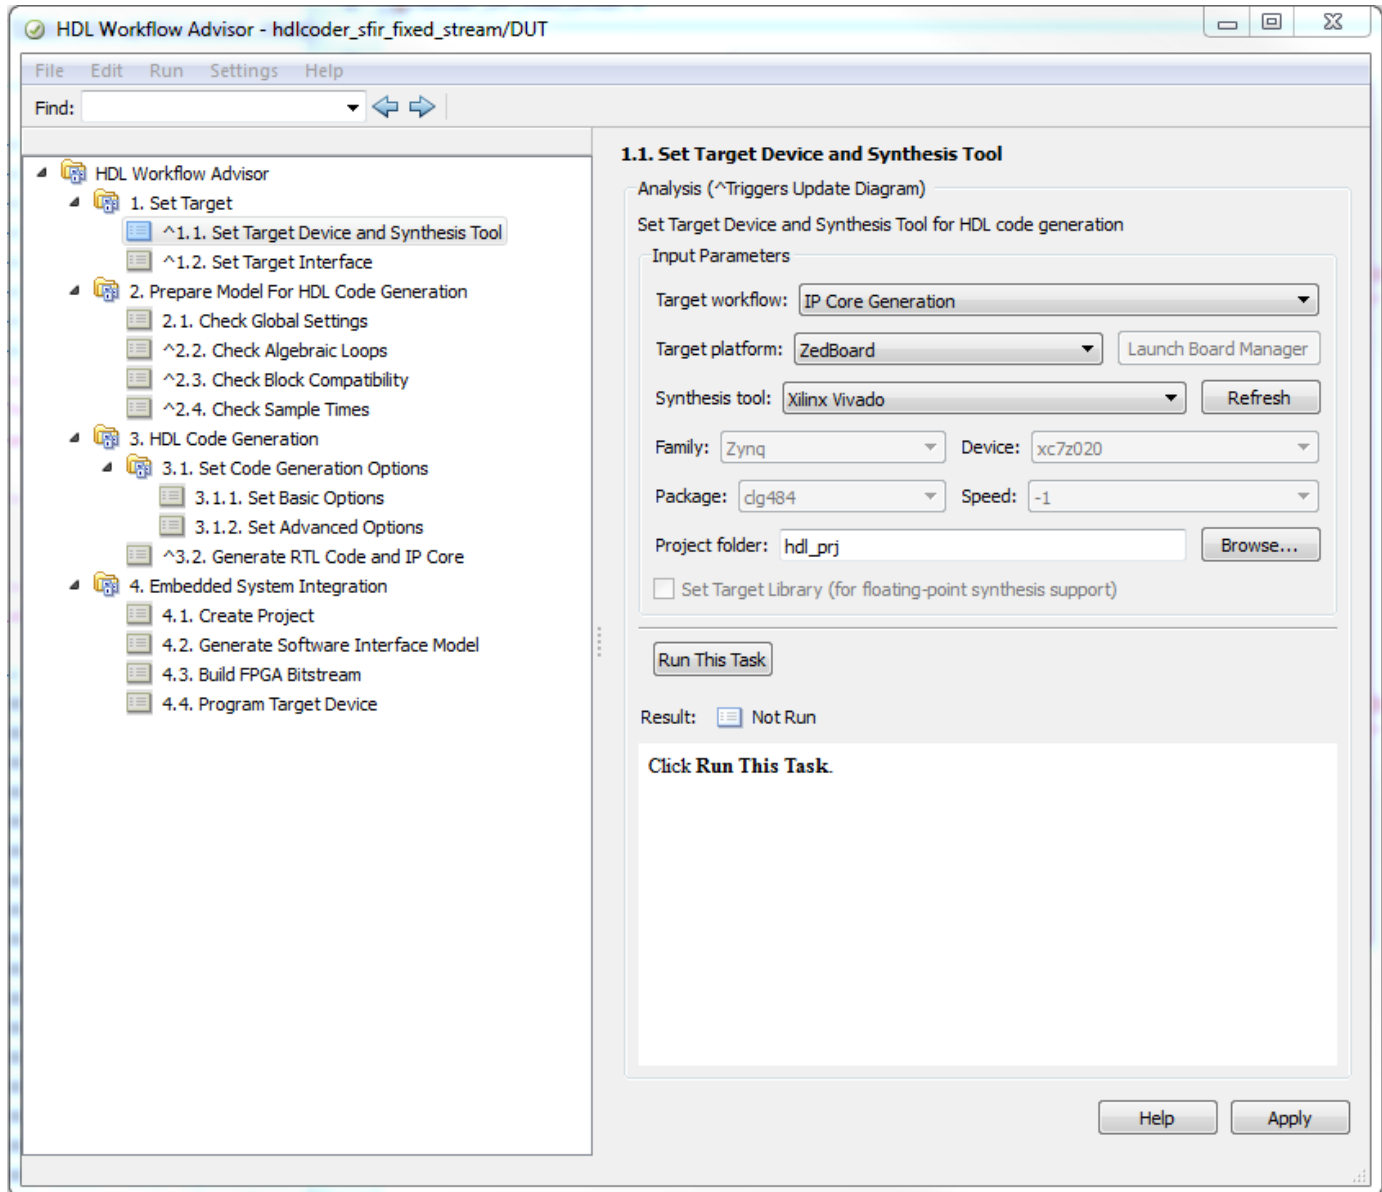 HDL Workflow Advisor - hdlcoder_sfir_fixed_stream/DUT
File Edit Run Settings Help
Find:
HDL Workflow Advisor
1. Set Target
^1.1. Set Target Device and Synthesis Tool
^1.2. Set Target Interface
2. Prepare Model For HDL Code Generation
2.1. Check Global Settings
^2.2. Check Algebraic Loops
^2.3. Check Block Compatibility
^2.4. Check Sample Times
3. HDL Code Generation
3.1. Set Code Generation Options
3.1.1. Set Basic Options
3.1.2. Set Advanced Options
^3.2. Generate RTL Code and IP Core
4. Embedded System Integration
4.1. Create Project
4.2. Generate Software Interface Model
4.3. Build FPGA Bitstream
4.4. Program Target Device
1.1. Set Target Device and Synthesis Tool
Analysis (^Triggers Update Diagram)
Set Target Device and Synthesis Tool for HDL code generation
Input Parameters
Target workflow: IP Core Generation
Target platform: ZedBoard Launch Board Manager
Synthesis tool: Xilinx Vivado Refresh
Family: Zynq Device: xc7z020
Package: clg484 Speed: -1
Project folder: hdl_prj Browse...
Set Target Library (for floating-point synthesis support)
Run This Task
Result: Not Run
Click Run This Task.
Help Apply